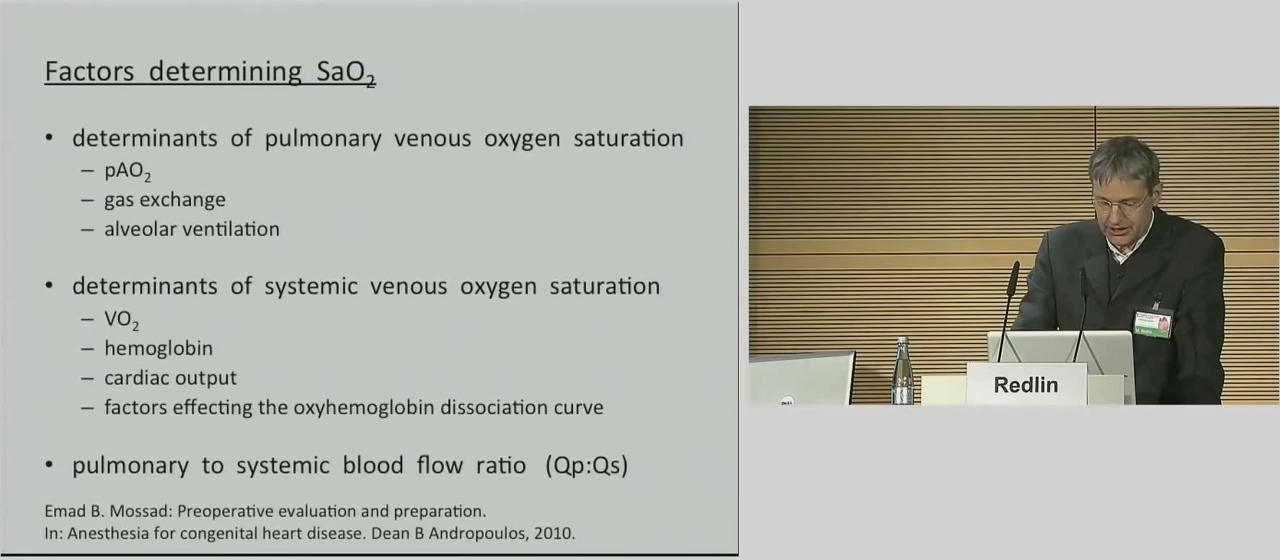 Factors determining SaO₂
• determinants of pulmonary venous oxygen saturation
– pAO₂
– gas exchange
– alveolar ventilation
• determinants of systemic venous oxygen saturation
– VO₂
– hemoglobin
– cardiac output
– factors effecting the oxyhemoglobin dissociation curve
• pulmonary to systemic blood flow ratio (Qp:Qs)
Emad B. Mossad: Preoperative evaluation and preparation.
In: Anesthesia for congenital heart disease. Dean B Andropoulos, 2010.
Redlin